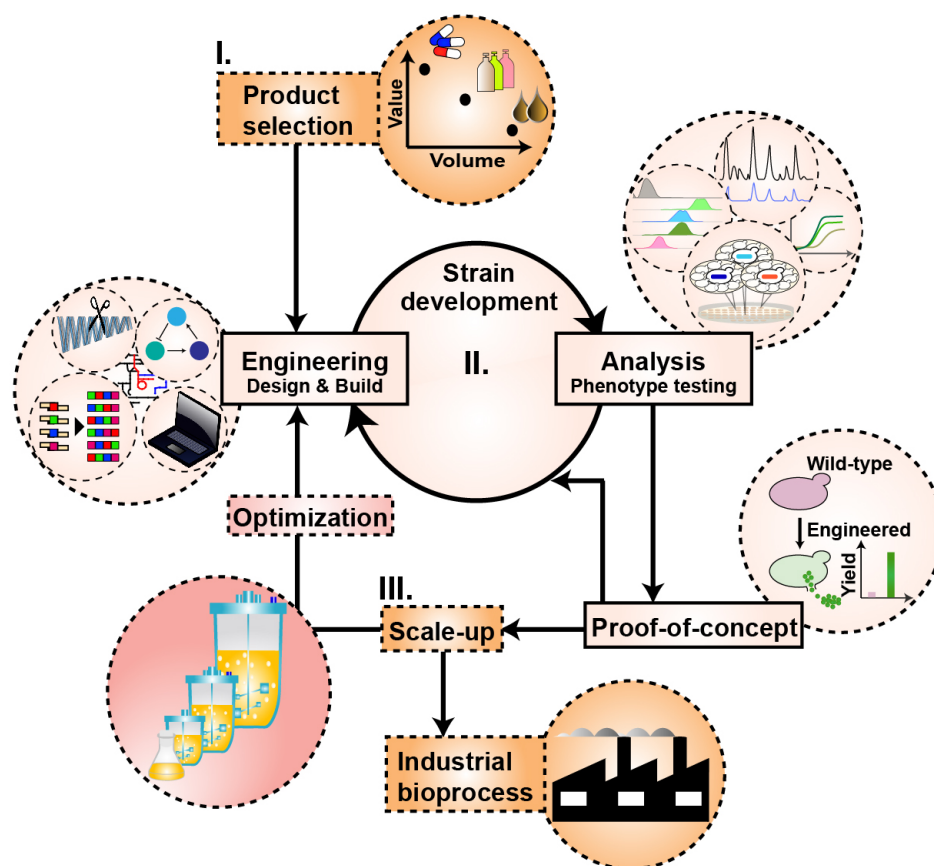 I.
Product
selection
Value
Volume
Strain
development
II.
Engineering
Design & Build
Analysis
Phenotype testing
Wild-type
Engineered
Yield
Optimization
III.
Scale-up
Proof-of-concept
Industrial
bioprocess